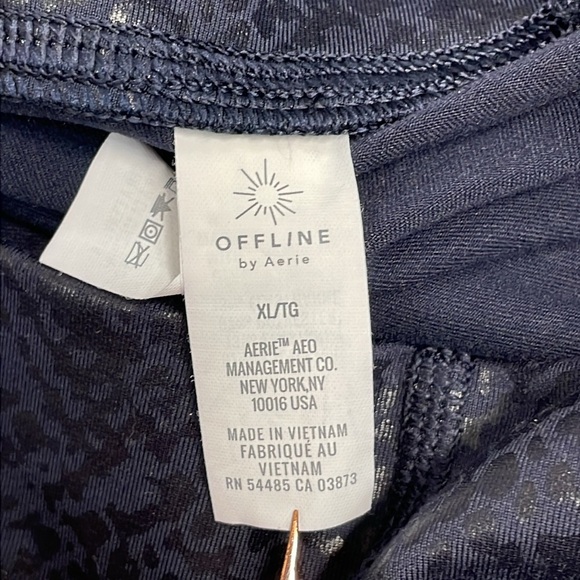 OFFLINE
by Aerie
XL/TG
AERIE™ AEO
MANAGEMENT CO.
NEW YORK,NY
10016 USA
MADE IN VIETNAM
FABRIQUÉ AU
VIETNAM
RN 54485 CA 03873